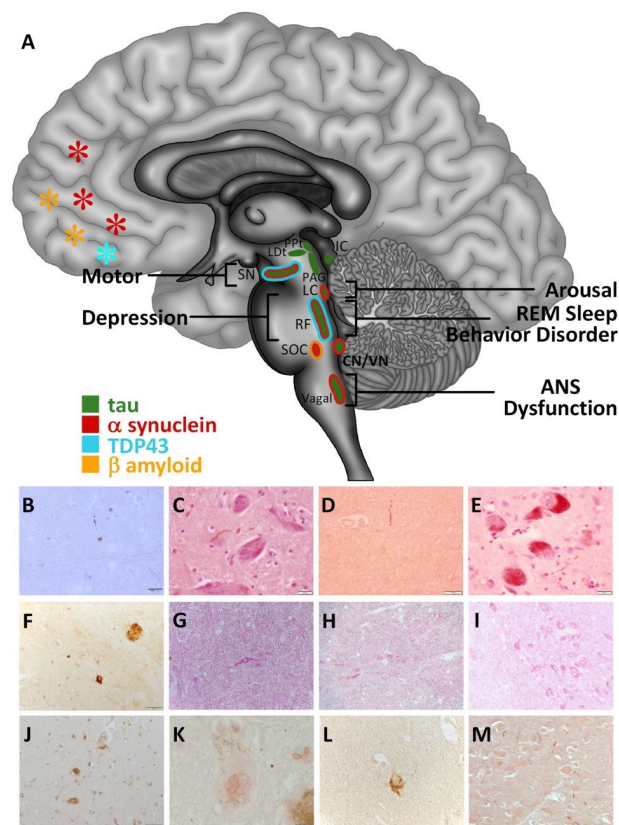 A
PPt
IC
LDt
Motor
SN
PAG
Arousal
LC
Depression
REM Sleep
Behavior Disorder
RF
SOC
CN/VN
ANS
Dysfunction
Vagal
tau
α synuclein
TDP43
β amyloid
B
C
D
E
F
G
H
I
J
K
L
M